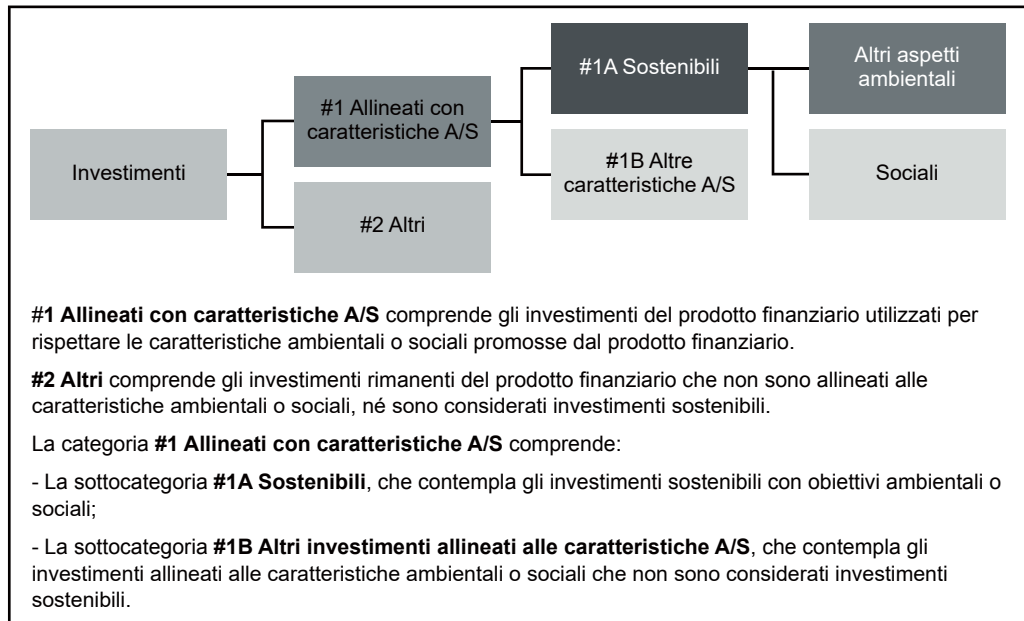 Investimenti
#1 Allineati con
caratteristiche A/S
#2 Altri
#1A Sostenibili
#1B Altre
caratteristiche A/S
Altri aspetti
ambientali
Sociali
#1 Allineati con caratteristiche A/S comprende gli investimenti del prodotto finanziario utilizzati per
rispettare le caratteristiche ambientali o sociali promosse dal prodotto finanziario.
#2 Altri comprende gli investimenti rimanenti del prodotto finanziario che non sono allineati alle
caratteristiche ambientali o sociali, né sono considerati investimenti sostenibili.
La categoria #1 Allineati con caratteristiche A/S comprende:
- La sottocategoria #1A Sostenibili, che contempla gli investimenti sostenibili con obiettivi ambientali o
sociali;
- La sottocategoria #1B Altri investimenti allineati alle caratteristiche A/S, che contempla gli
investimenti allineati alle caratteristiche ambientali o sociali che non sono considerati investimenti
sostenibili.